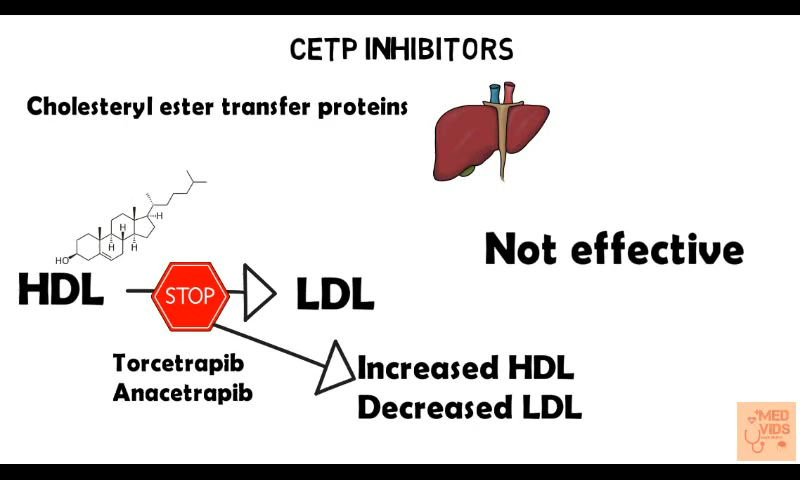 CETP INHIBITORS
Cholesteryl ester transfer proteins
H
HO
H
H
H
Not effective
HDL
STOP
LDL
Torcetrapib
Anacetrapib
Increased HDL
Decreased LDL
MED
VIDS